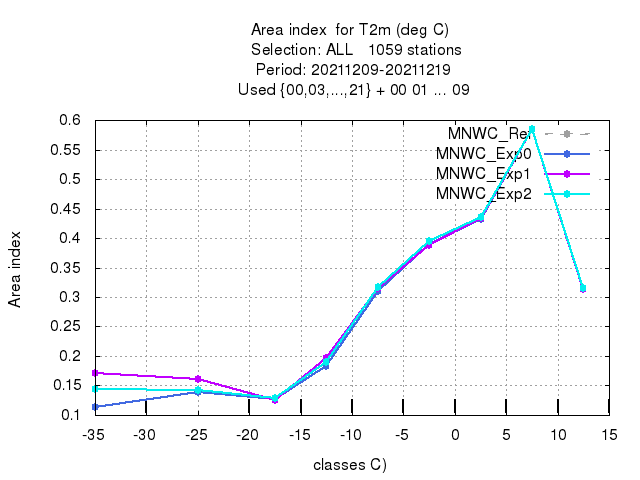 Area index  for T2m (deg C)
Selection: ALL   1059 stations
Period: 20211209-20211219
Used {00,03,...,21} + 00 01 ... 09
MNWC_Ref
MNWC_Exp0
MNWC_Exp1
MNWC_Exp2
0.6
0.55
0.5
0.45
0.4
0.35
0.3
0.25
0.2
0.15
0.1
Area index
-35 -30 -25 -20 -15 -10 -5 0 5 10 15
classes C)